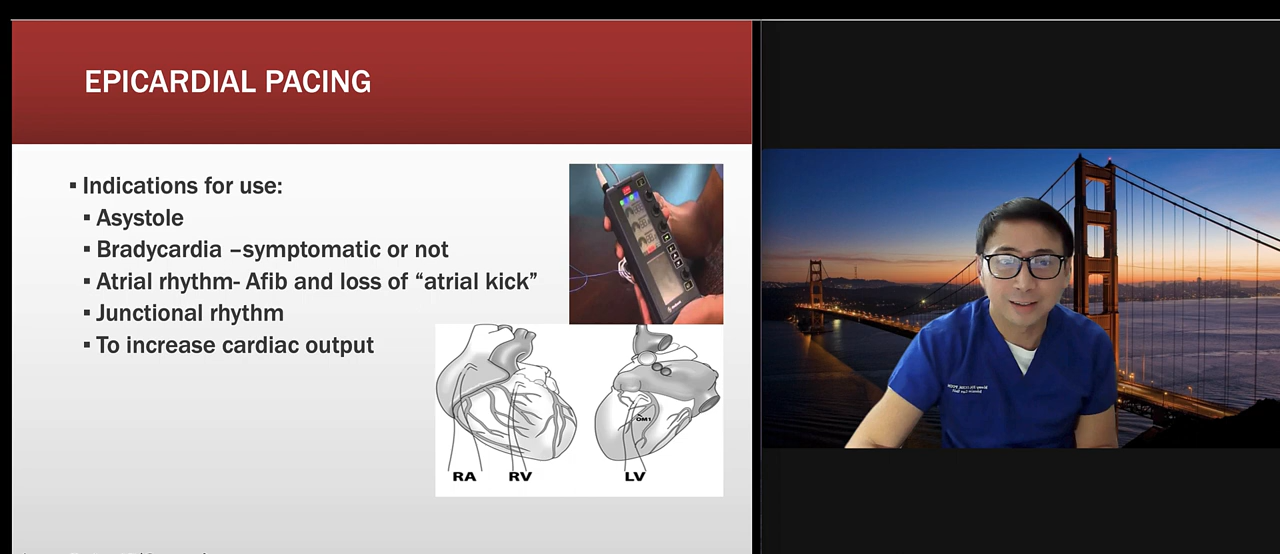 EPICARDIAL PACING
▪ Indications for use:
▪ Asystole
▪ Bradycardia –symptomatic or not
▪ Atrial rhythm- Afib and loss of “atrial kick”
▪ Junctional rhythm
▪ To increase cardiac output
OM1
RA RV LV